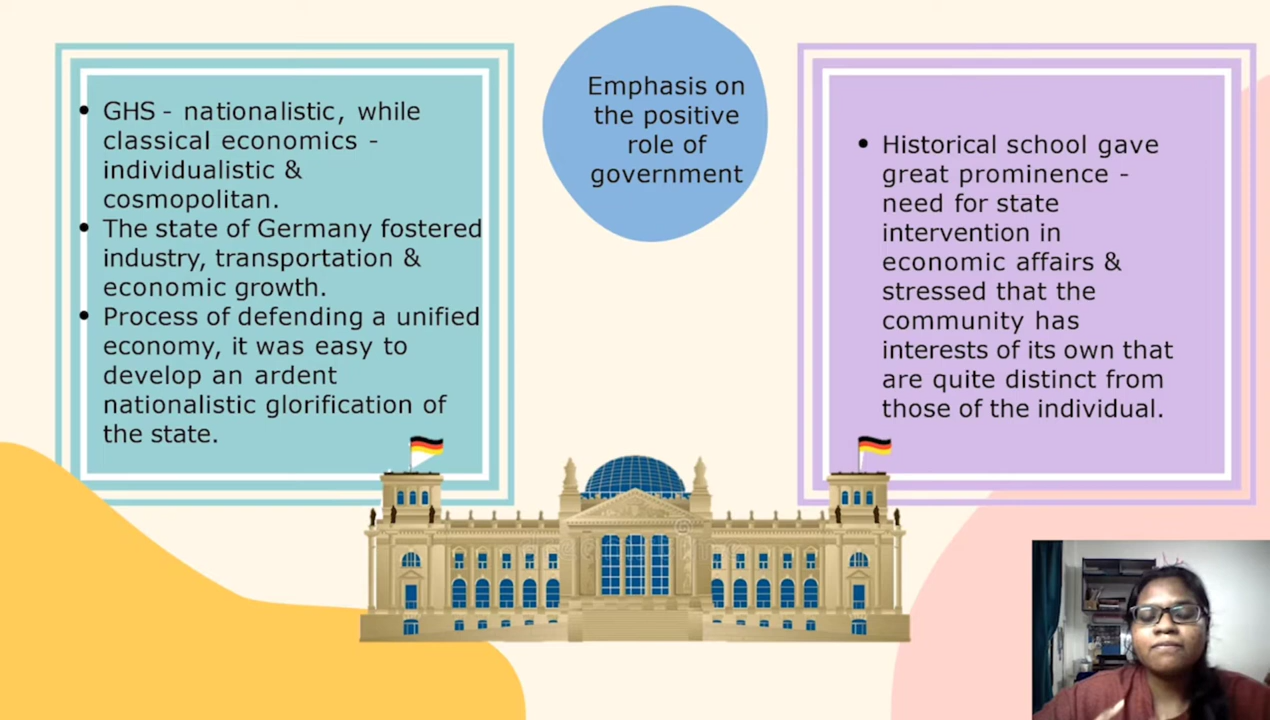 • GHS - nationalistic, while
classical economics -
individualistic &
cosmopolitan.
• The state of Germany fostered
industry, transportation &
economic growth.
• Process of defending a unified
economy, it was easy to
develop an ardent
nationalistic glorification of
the state.
Emphasis on
the positive
role of
government
• Historical school gave
great prominence -
need for state
intervention in
economic affairs &
stressed that the
community has
interests of its own that
are quite distinct from
those of the individual.